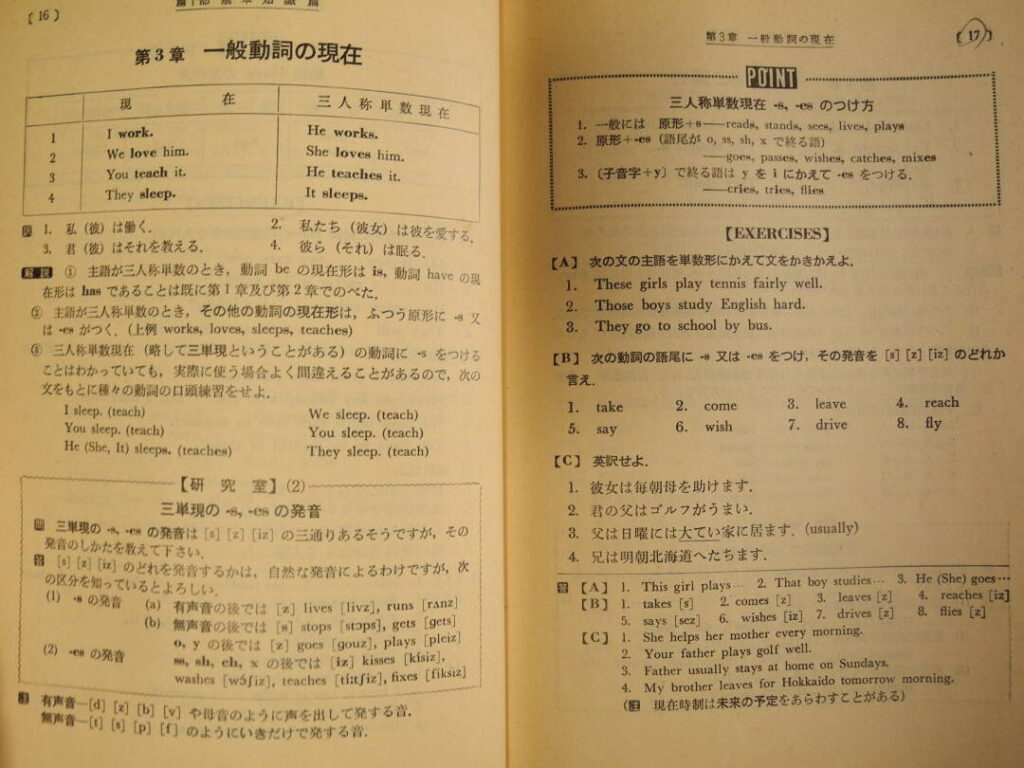 〔16〕
第1部 基本知識篇
第3章 一般動詞の現在
現 在 三人称単数現在
1 I work. He works.
2 We love him. She loves him.
3 You teach it. He teaches it.
4 They sleep. It sleeps.
訳 1. 私（彼）は働く. 2. 私たち（彼女）は彼を愛する.
3. 君（彼）はそれを教える. 4. 彼ら（それ）は眠る.
解説 ① 主語が三人称単数のとき，動詞 be の現在形は is, 動詞 have の現
在形は has であることは既に第1章及び第2章でのべた.
② 主語が三人称単数のとき，その他の動詞の現在形は，ふつう原形に -s 又
は -es がつく.（上例 works, loves, sleeps, teaches）
③ 三人称単数現在（略して三単現ということがある）の動詞に -s をつける
ことはわかっていても，実際に使う場合よく間違えることがあるので，次の
文をもとに種々の動詞の口頭練習をせよ.
I sleep. (teach) We sleep. (teach)
You sleep. (teach) You sleep. (teach)
He (She, It) sleeps. (teaches) They sleep. (teach)
【研 究 室】(2)
三単現の -s, -es の発音
問 三単現の -s, -es の発音は [s] [z] [iz] の三通りあるそうですが，その
発音のしかたを教えて下さい.
答 [s] [z] [iz] のどれを発音するかは，自然な発音によるわけですが，次
の区分を知っているとよろしい.
(1) -s の発音 (a) 有声音の後では [z] lives [livz], runs [rʌnz]
(b) 無声音の後では [s] stops [stɔps], gets [gets]
(2) -es の発音 o, y の後では [z] goes [gouz], plays [pleiz]
ss, sh, ch, x の後では [iz] kisses [kísiz],
washes [wɔ́ʃiz], teaches [tíːtʃiz], fixes [fiksiz]
注 有声音—[d] [z] [b] [v] や母音のように声を出して発する音.
無声音—[t] [s] [p] [f] のようにいきだけで発する音.
第3章 一般動詞の現在 〔17〕
POINT
三人称単数現在 -s, -es のつけ方
1. 一般には 原形+s——reads, stands, sees, lives, plays
2. 原形+-es（語尾が o, ss, sh, x で終る語）
——goes, passes, wishes, catches, mixes
3.〔子音字+y〕で終る語は y を i にかえて -es をつける.
——cries, tries, flies
【EXERCISES】
【A】 次の文の主語を単数形にかえて文をかきかえよ.
1. These girls play tennis fairly well.
2. Those boys study English hard.
3. They go to school by bus.
【B】 次の動詞の語尾に -s 又は -es をつけ，その発音を [s] [z] [iz] のどれか
言え.
1. take 2. come 3. leave 4. reach
5. say 6. wish 7. drive 8. fly
【C】 英訳せよ.
1. 彼女は毎朝母を助けます.
2. 君の父はゴルフがうまい.
3. 父は日曜には大てい家に居ます. (usually)
4. 兄は明朝北海道へたちます.
答 【A】 1. This girl plays… 2. That boy studies… 3. He (She) goes…
【B】 1. takes [s] 2. comes [z] 3. leaves [z] 4. reaches [iz]
5. says [sez] 6. wishes [iz] 7. drives [z] 8. flies [z]
【C】 1. She helps her mother every morning.
2. Your father plays golf well.
3. Father usually stays at home on Sundays.
4. My brother leaves for Hokkaido tomorrow morning.
（注 現在時制は未来の予定をあらわすことがある）